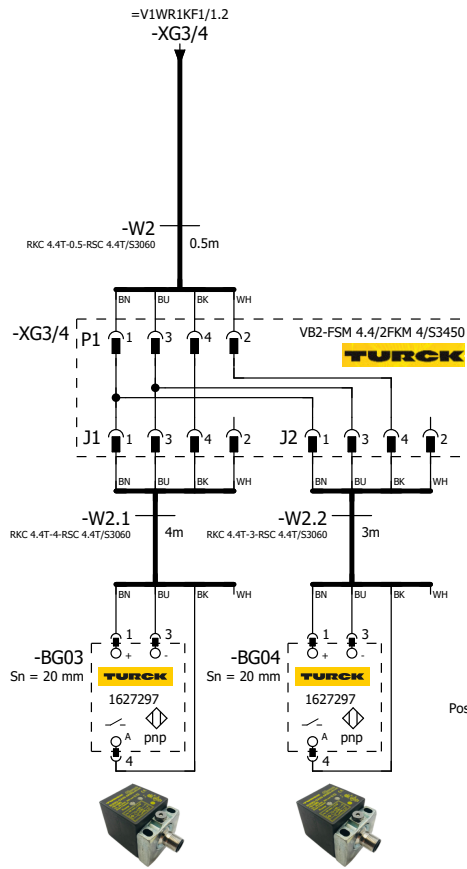 =V1WR1KF1/1.2
-XG3/4
-W2
RKC 4.4T-0.5-RSC 4.4T/S3060 0.5m
BN BU BK WH
-XG3/4 P1 1 3 4 2 VB2-FSM 4.4/2FKM 4/S3450
TURCK
J1 1 3 4 2 J2 1 3 4 2
BN BU BK WH BN BU BK WH
-W2.1 -W2.2
RKC 4.4T-4-RSC 4.4T/S3060 4m RKC 4.4T-3-RSC 4.4T/S3060 3m
BN BU BK WH BN BU BK WH
1 3 1 3
-BG03 + - -BG04 + -
Sn = 20 mm TURCK Sn = 20 mm TURCK
1627297 1627297
Pos
A pnp A pnp
4 4